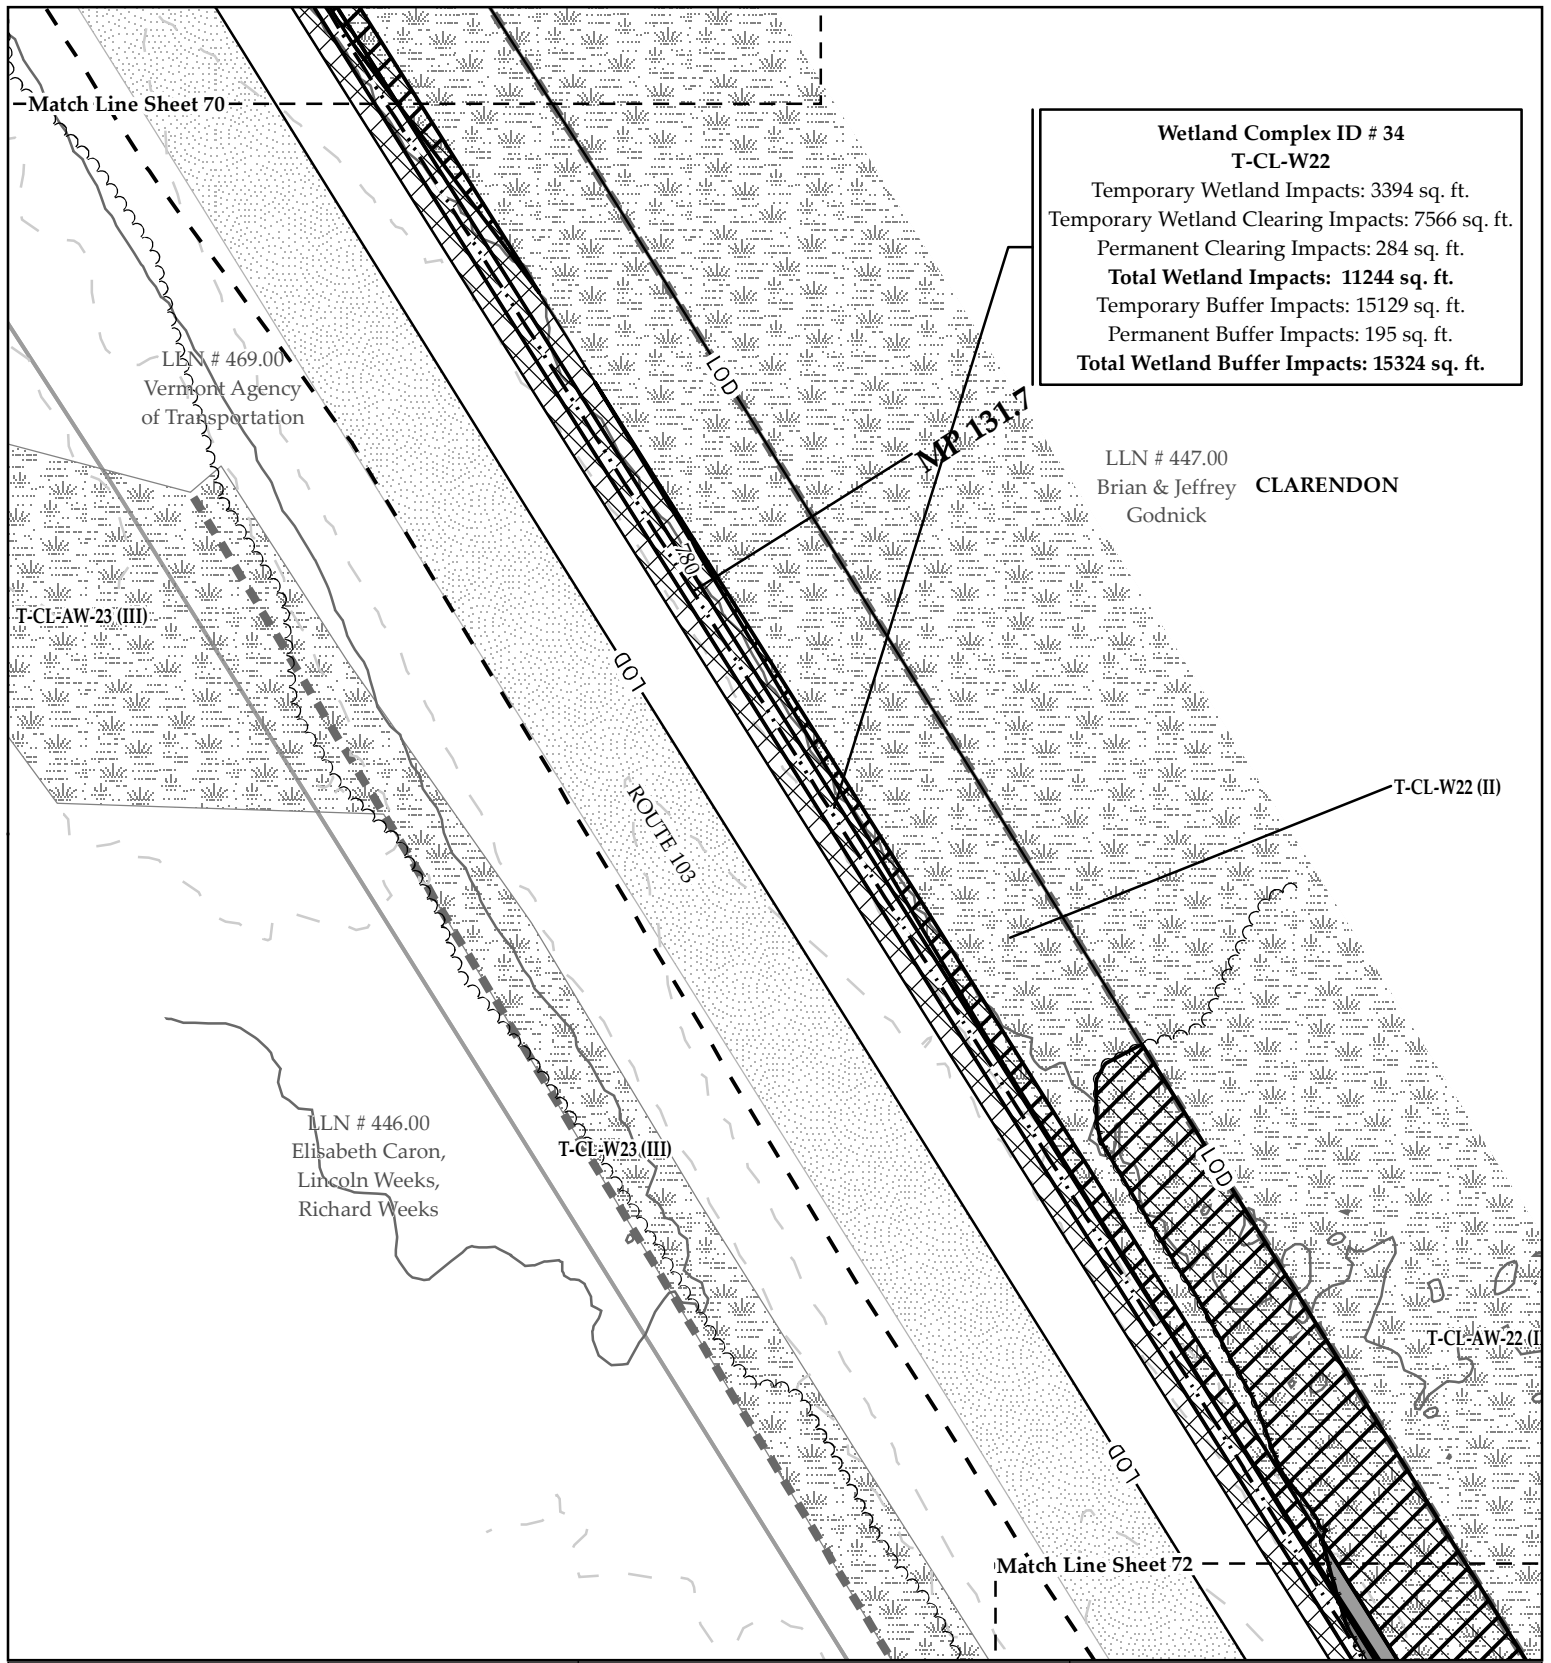 Match Line Sheet 70
Wetland Complex ID # 34
T-CL-W22
Temporary Wetland Impacts: 3394 sq. ft.
Temporary Wetland Clearing Impacts: 7566 sq. ft.
Permanent Clearing Impacts: 284 sq. ft.
Total Wetland Impacts: 11244 sq. ft.
Temporary Buffer Impacts: 15129 sq. ft.
Permanent Buffer Impacts: 195 sq. ft.
Total Wetland Buffer Impacts: 15324 sq. ft.
LLN # 469.00
Vermont Agency
of Transportation
LOD
MP 131.7
LLN # 447.00
Brian & Jeffrey
Godnick
CLARENDON
780
T-CL-AW-23 (III)
LOD
T-CL-W22 (II)
ROUTE 103
LLN # 446.00
Elisabeth Caron,
Lincoln Weeks,
Richard Weeks
T-CL-W23 (III)
LOD
T-CL-AW-22 (I
LOD
Match Line Sheet 72